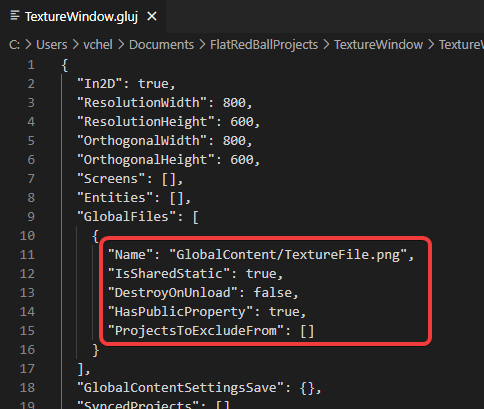 TextureWindow.gluj
C: > Users > vchel > Documents > FlatRedBallProjects > TextureWindow >
1 {
2 "In2D": true,
3 "ResolutionWidth": 800,
4 "ResolutionHeight": 600,
5 "OrthogonalWidth": 800,
6 "OrthogonalHeight": 600,
7 "Screens": [],
8 "Entities": [],
9 "GlobalFiles": [
10 {
11 "Name": "GlobalContent/TextureFile.png",
12 "IsSharedStatic": true,
13 "DestroyOnUnload": false,
14 "HasPublicProperty": true,
15 "ProjectsToExcludeFrom": []
16 }
17 ],
18 "GlobalContentSettingsSave": {},
19 "SyncedProjects": [